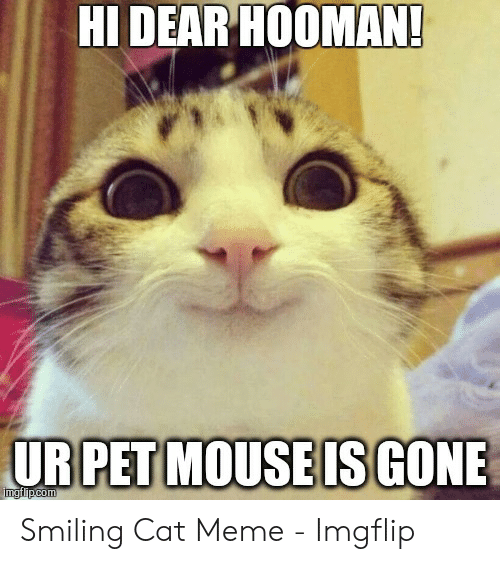 HI DEAR HOOMAN!
UR PET MOUSE IS GONE
imgflip.com
Smiling Cat Meme - Imgflip